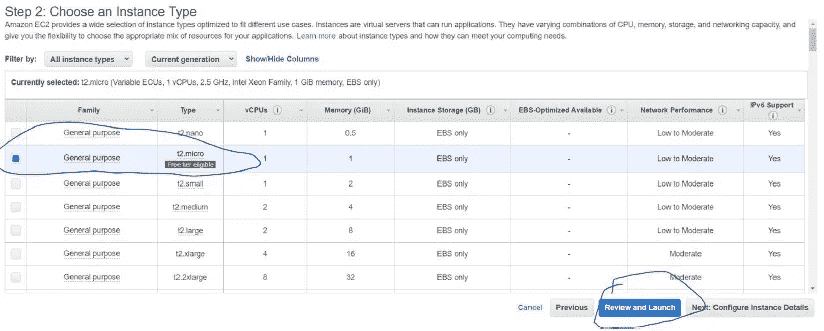 Step 2: Choose an Instance Type
Amazon EC2 provides a wide selection of instance types optimized to fit different use cases. Instances are virtual servers that can run applications. They have varying combinations of CPU, memory, storage, and networking capacity, and
give you the flexibility to choose the appropriate mix of resources for your applications. Learn more about instance types and how they can meet your computing needs.
Filter by: All instance types Current generation Show/Hide Columns
Currently selected: t2.micro (Variable ECUs, 1 vCPUs, 2.5 GHz, Intel Xeon Family, 1 GiB memory, EBS only)
Family Type vCPUs Memory (GiB) Instance Storage (GB) EBS-Optimized Available Network Performance IPv6 Support
General purpose t2.nano 1 0.5 EBS only - Low to Moderate Yes
General purpose t2.micro Free tier eligible 1 1 EBS only - Low to Moderate Yes
General purpose t2.small 1 2 EBS only - Low to Moderate Yes
General purpose t2.medium 2 4 EBS only - Low to Moderate Yes
General purpose t2.large 2 8 EBS only - Low to Moderate Yes
General purpose t2.xlarge 4 16 EBS only - Moderate Yes
General purpose t2.2xlarge 8 32 EBS only - Moderate Yes
Cancel Previous Review and Launch Next: Configure Instance Details